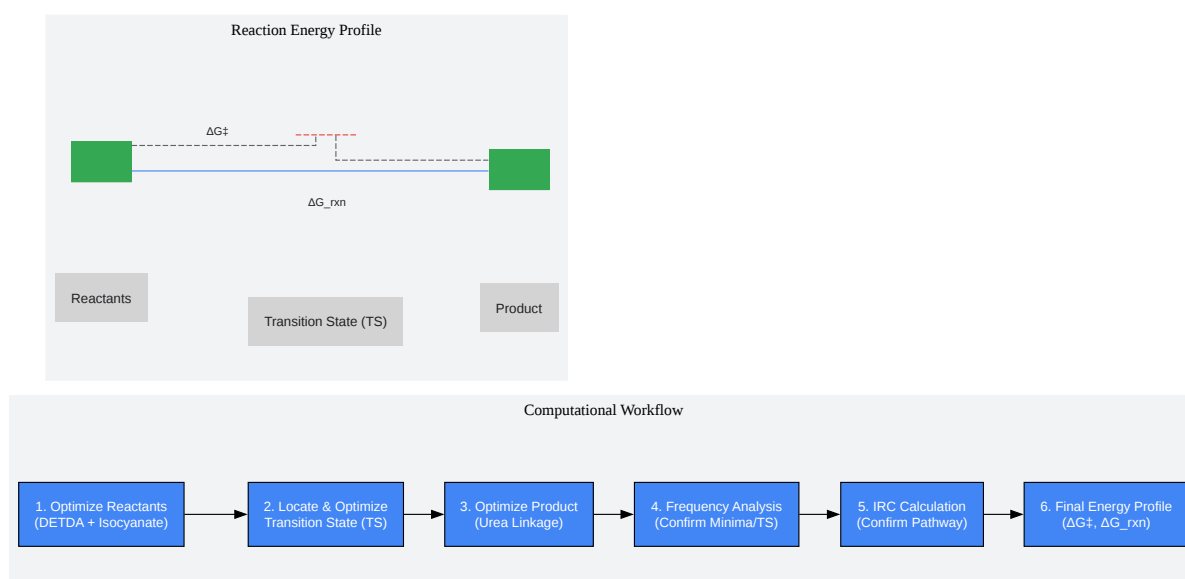 Reaction Energy Profile
ΔG‡
ΔG_rxn
Reactants
Transition State (TS)
Product
Computational Workflow
1. Optimize Reactants
(DETDA + Isocyanate)
2. Locate & Optimize
Transition State (TS)
3. Optimize Product
(Urea Linkage)
4. Frequency Analysis
(Confirm Minima/TS)
5. IRC Calculation
(Confirm Pathway)
6. Final Energy Profile
(ΔG‡, ΔG_rxn)